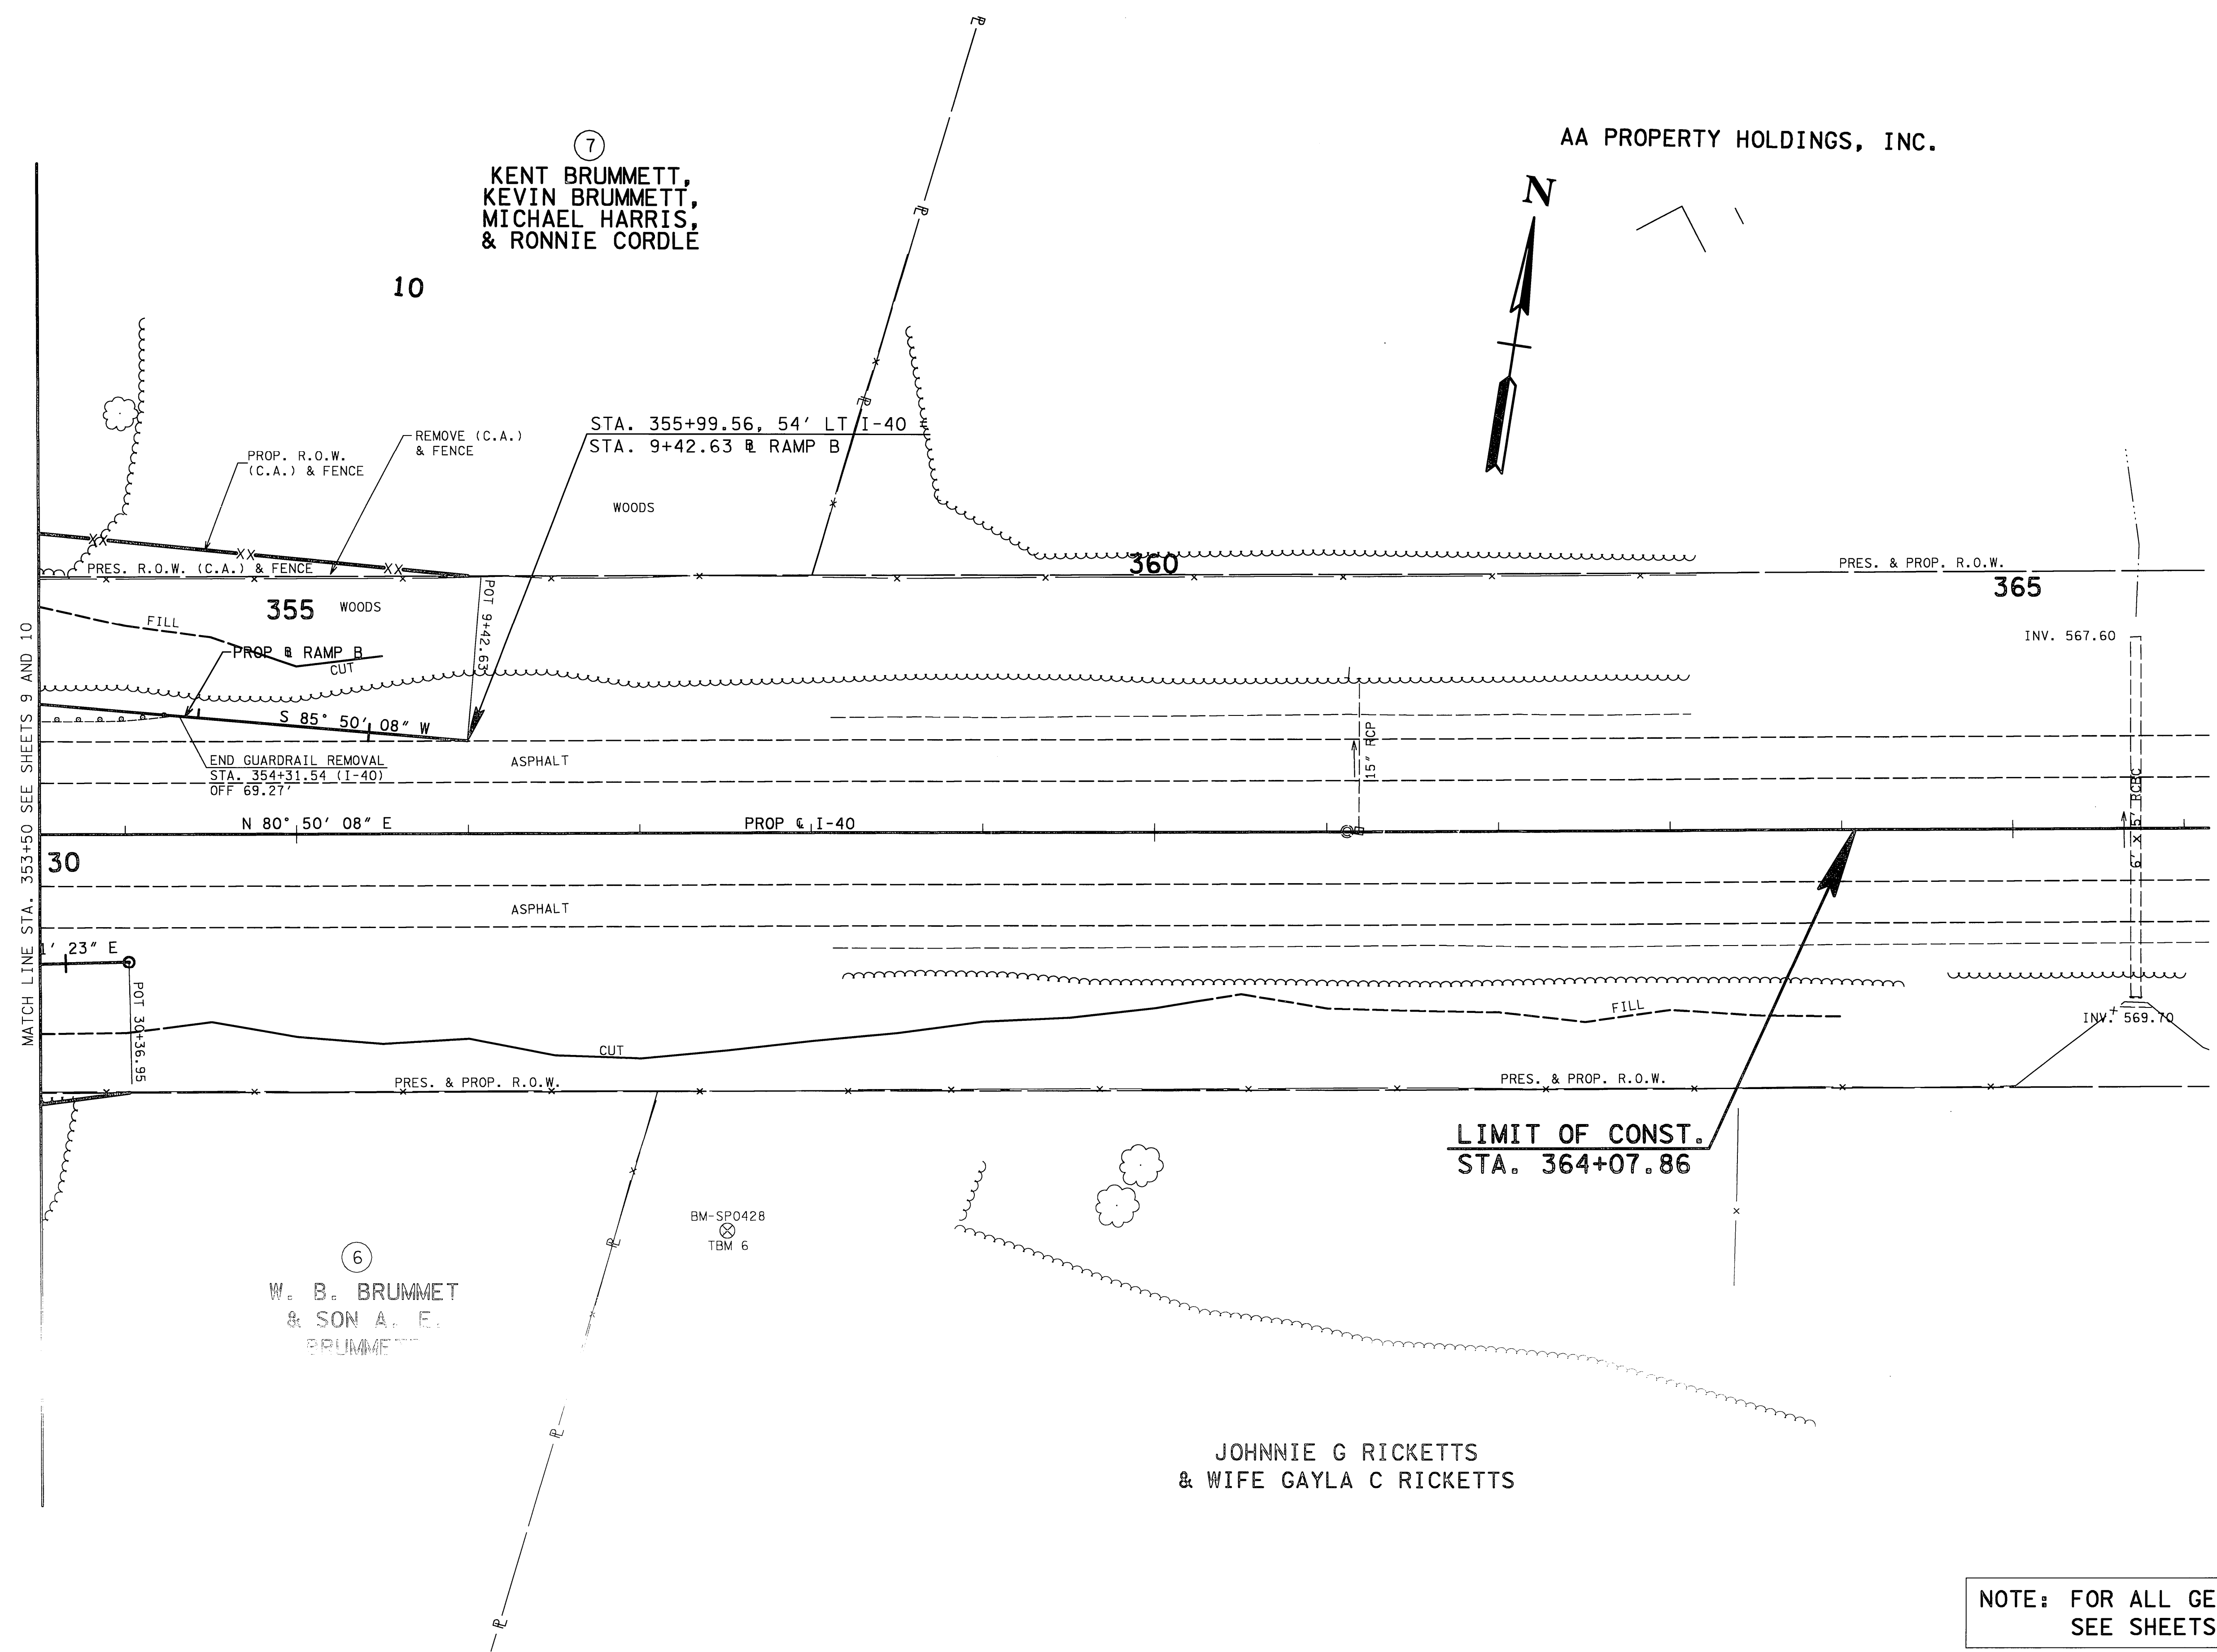 AA PROPERTY HOLDINGS, INC.
N
7
KENT BRUMMETT,
KEVIN BRUMMETT,
MICHAEL HARRIS,
& RONNIE CORDLE
10
STA. 355+99.56, 54' LT I-40
STA. 9+42.63 ℄ RAMP B
REMOVE (C.A.)
& FENCE
PROP. R.O.W.
(C.A.) & FENCE
WOODS
PRES. R.O.W. (C.A.) & FENCE
360
PRES. & PROP. R.O.W.
365
355
WOODS
FILL
POT 9+42.63
INV. 567.60
PROP RAMP B
CUT
S 85° 50' 08" W
END GUARDRAIL REMOVAL
STA. 354+31.54 (I-40)
OFF 69.27'
ASPHALT
15" RCP
6' x 5' RCBC
N 80° 50' 08" E
PROP ℄ I-40
MATCH LINE STA. 353+50 SEE SHEETS 9 AND 10
30
ASPHALT
1' 23" E
POT 30+36.95
CUT
FILL
INV. 569.70
PRES. & PROP. R.O.W.
PRES. & PROP. R.O.W.
LIMIT OF CONST.
STA. 364+07.86
BM-SP0428
TBM 6
6
W. B. BRUMMET
& SON A. E.
BRUMMETT
JOHNNIE G RICKETTS
& WIFE GAYLA C RICKETTS
NOTE: FOR ALL GE
SEE SHEETS